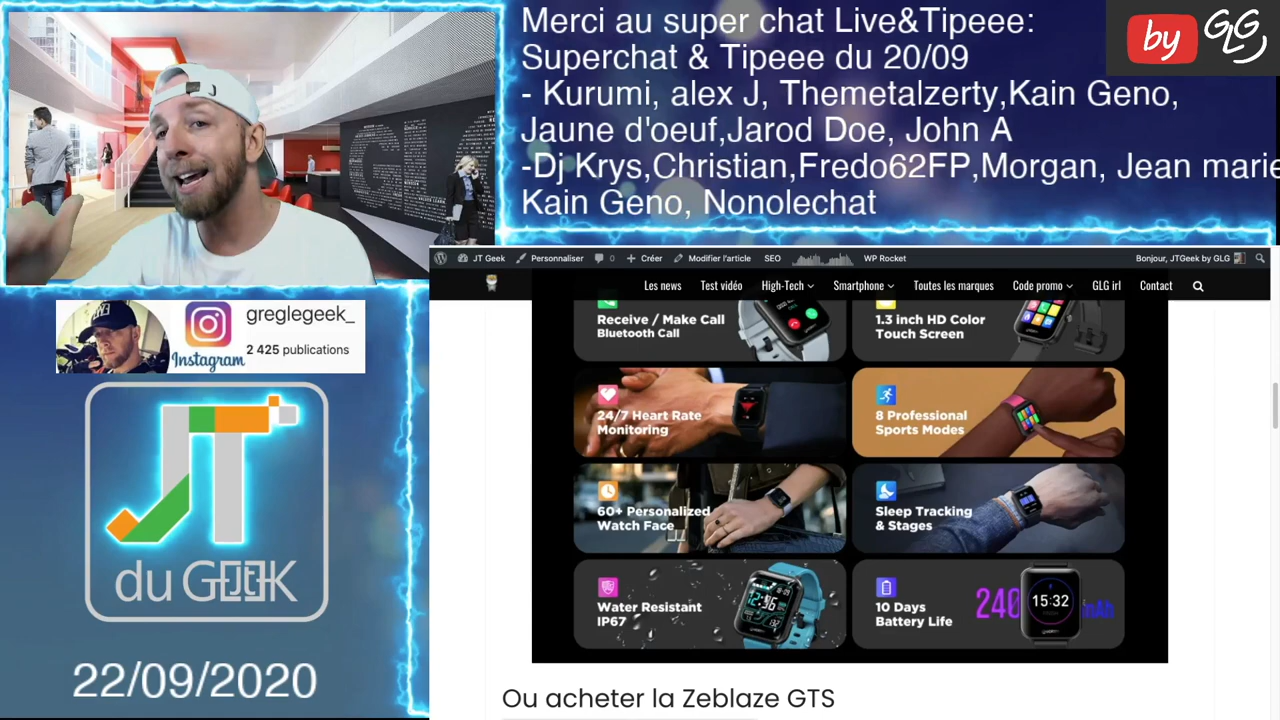 Merci au super chat Live&Tipeee:
Superchat & Tipeee du 20/09
- Kurumi, alex J, Themetalzerty,Kain Geno,
Jaune d'oeuf,Jarod Doe, John A
-Dj Krys,Christian,Fredo62FP,Morgan, Jean marie
Kain Geno, Nonolechat
by GLG
JT Geek Personnaliser 0 Créer Modifier l'article SEO WP Rocket Bonjour, JTGeek by GLG
Les news Test vidéo High-Tech Smartphone Toutes les marques Code promo GLG irl Contact
greglegeek_
Instagram
2 425 publications
JT
du GEEK
22/09/2020
Receive / Make Call
Bluetooth Call
1.3 inch HD Color
Touch Screen
24/7 Heart Rate
Monitoring
8 Professional
Sports Modes
60+ Personalized
Watch Face
Sleep Tracking
& Stages
Water Resistant
IP67
10 Days
Battery Life
240 mAh
15:32
Ou acheter la Zeblaze GTS